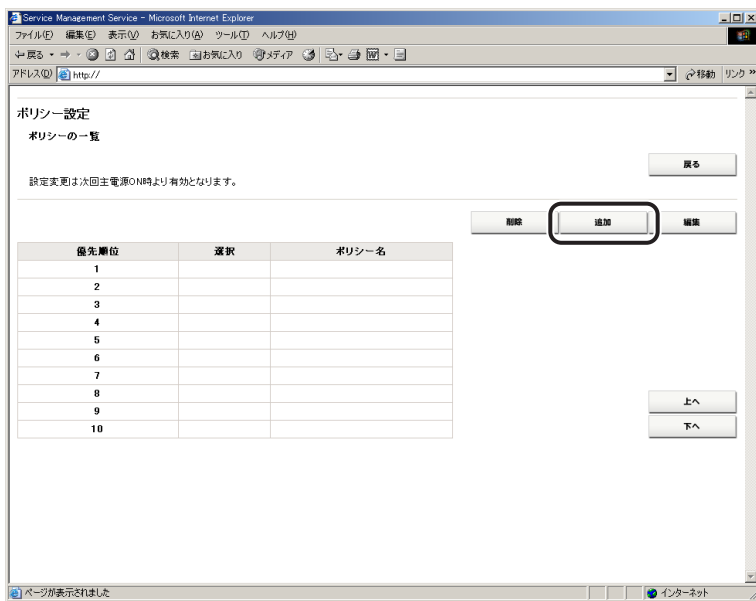 Service Management Service - Microsoft Internet Explorer
ファイル(F) 編集(E) 表示(V) お気に入り(A) ツール(T) ヘルプ(H)
戻る 検索 お気に入り メディア
アドレス(D) http:// 移動 リンク »
ポリシー設定
ポリシーの一覧
戻る
設定変更は次回主電源ON時より有効となります。
削除 追加 編集
優先順位 選択 ポリシー名
1
2
3
4
5
6
7
8
9
10
上へ
下へ
ページが表示されました インターネット